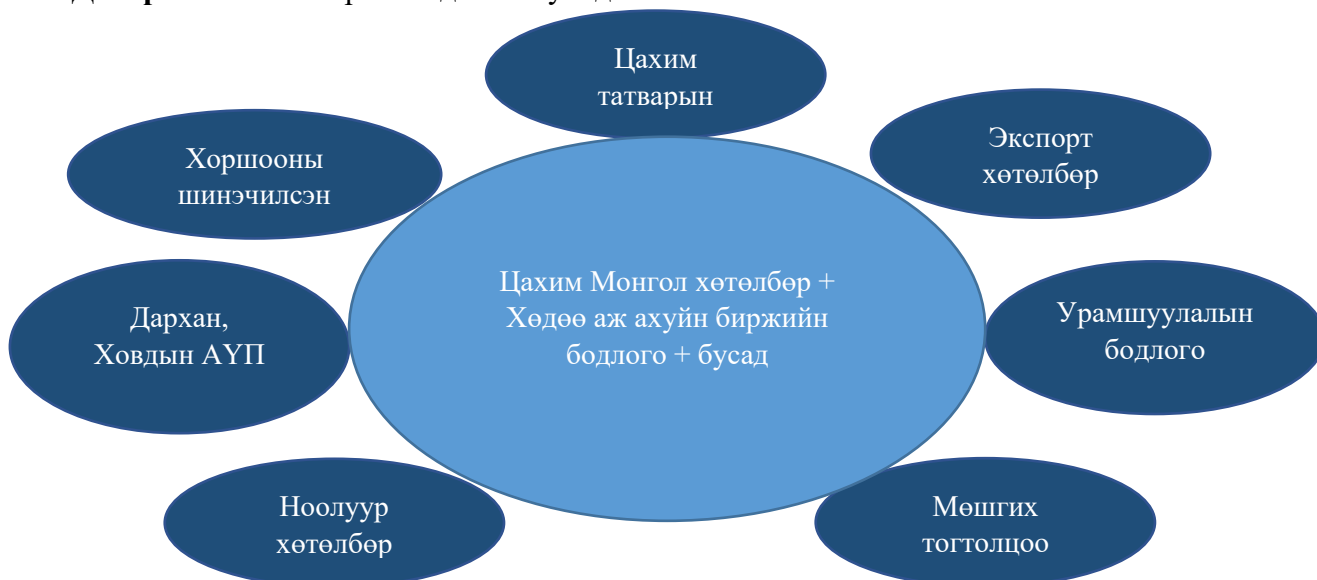 Цахим
татварын
Экспорт
хөтөлбөр
Хоршооны
шинэчилсэн
Цахим Монгол хөтөлбөр +
Хөдөө аж ахуйн биржийн
бодлого + бусад
Урамшуулалын
бодлого
Дархан,
Ховдын АҮП
Ноолуур
хөтөлбөр
Мөшгих
тогтолцоо